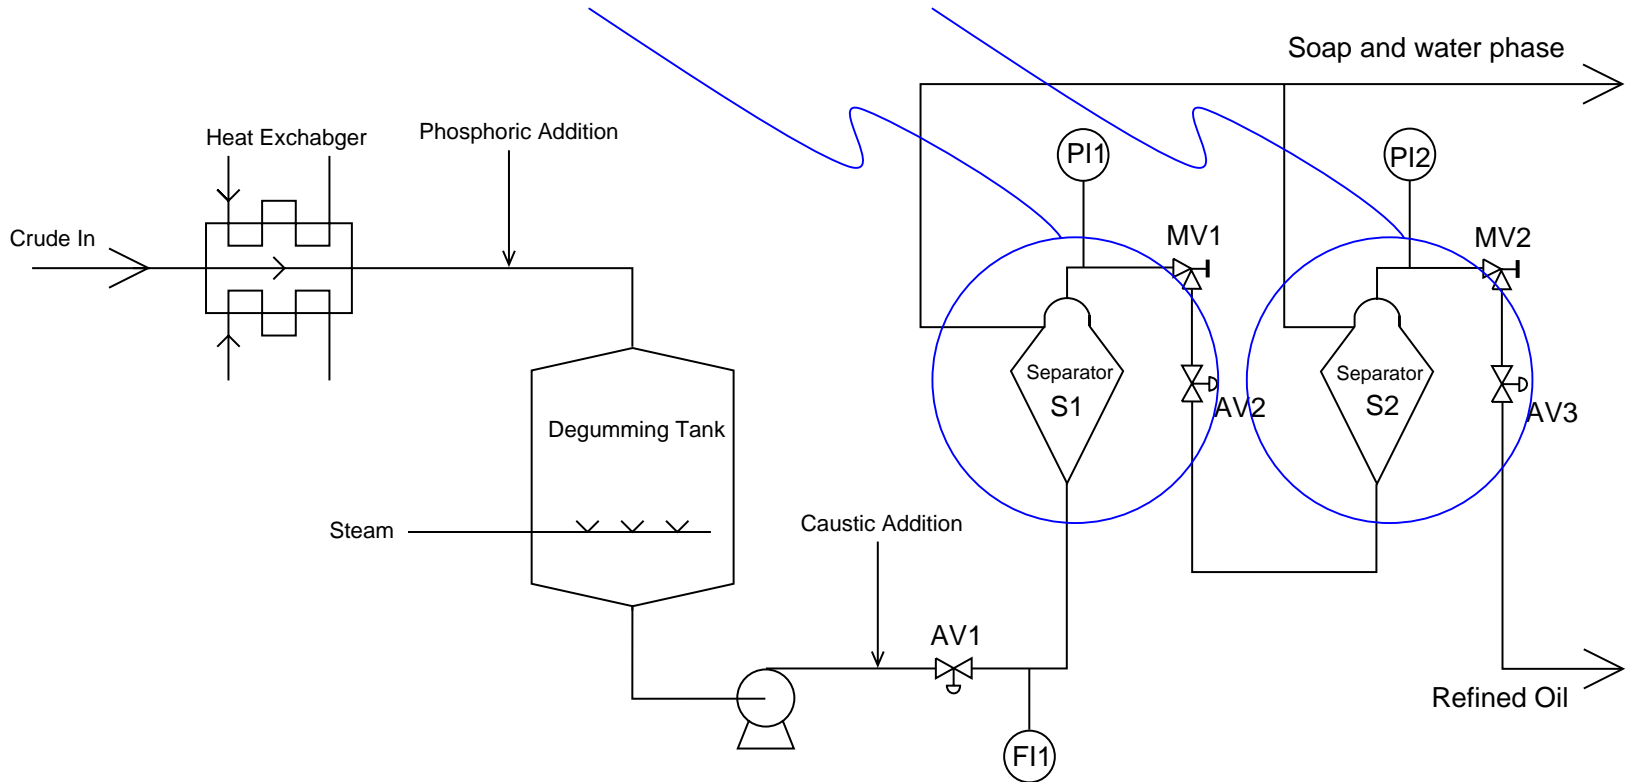 Soap and water phase
Phosphoric Addition
Heat Exchabger
PI1
PI2
Crude In
MV1
MV2
Separator
S1
Separator
S2
AV2
AV3
Degumming Tank
Steam
Caustic Addition
AV1
Refined Oil
FI1